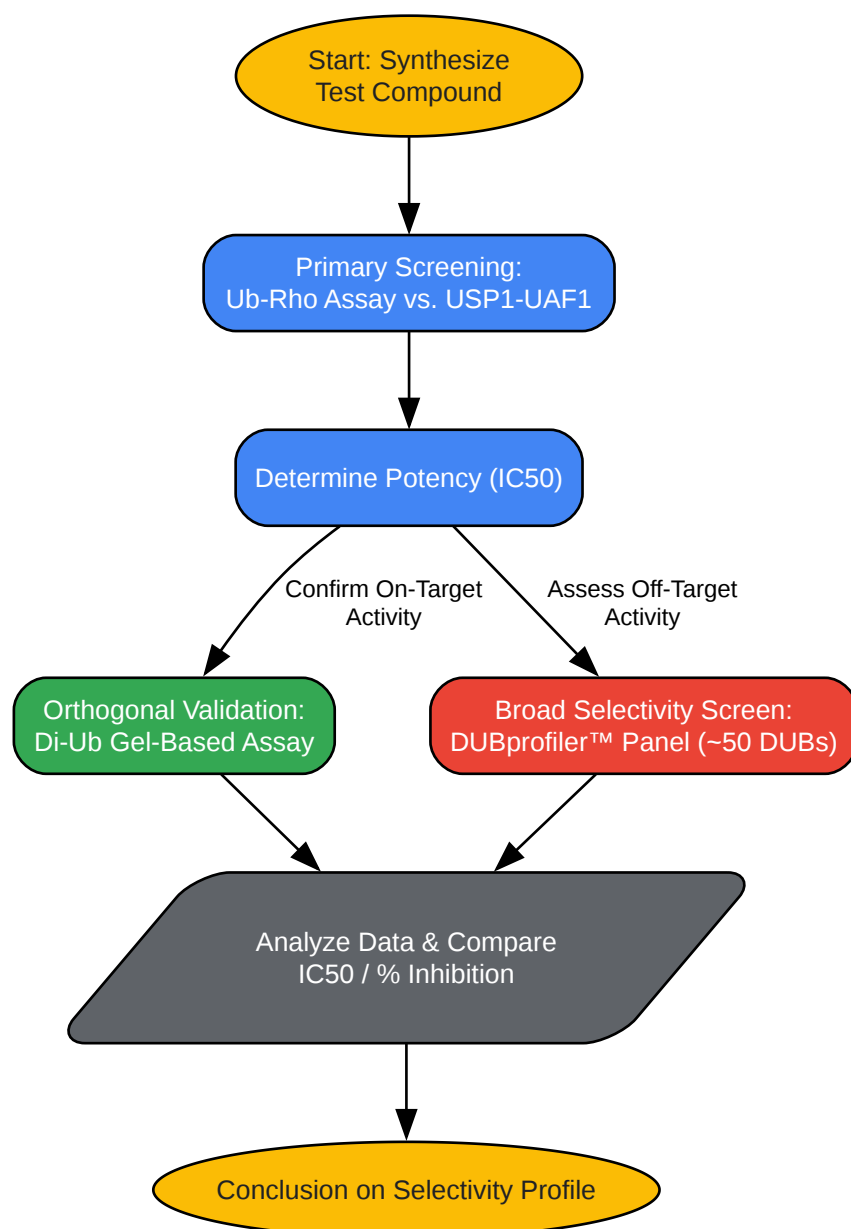 Start: Synthesize
Test Compound
Primary Screening:
Ub-Rho Assay vs. USP1-UAF1
Determine Potency (IC50)
Confirm On-Target
Activity
Assess Off-Target
Activity
Orthogonal Validation:
Di-Ub Gel-Based Assay
Broad Selectivity Screen:
DUBprofiler™ Panel (~50 DUBs)
Analyze Data & Compare
IC50 / % Inhibition
Conclusion on Selectivity Profile